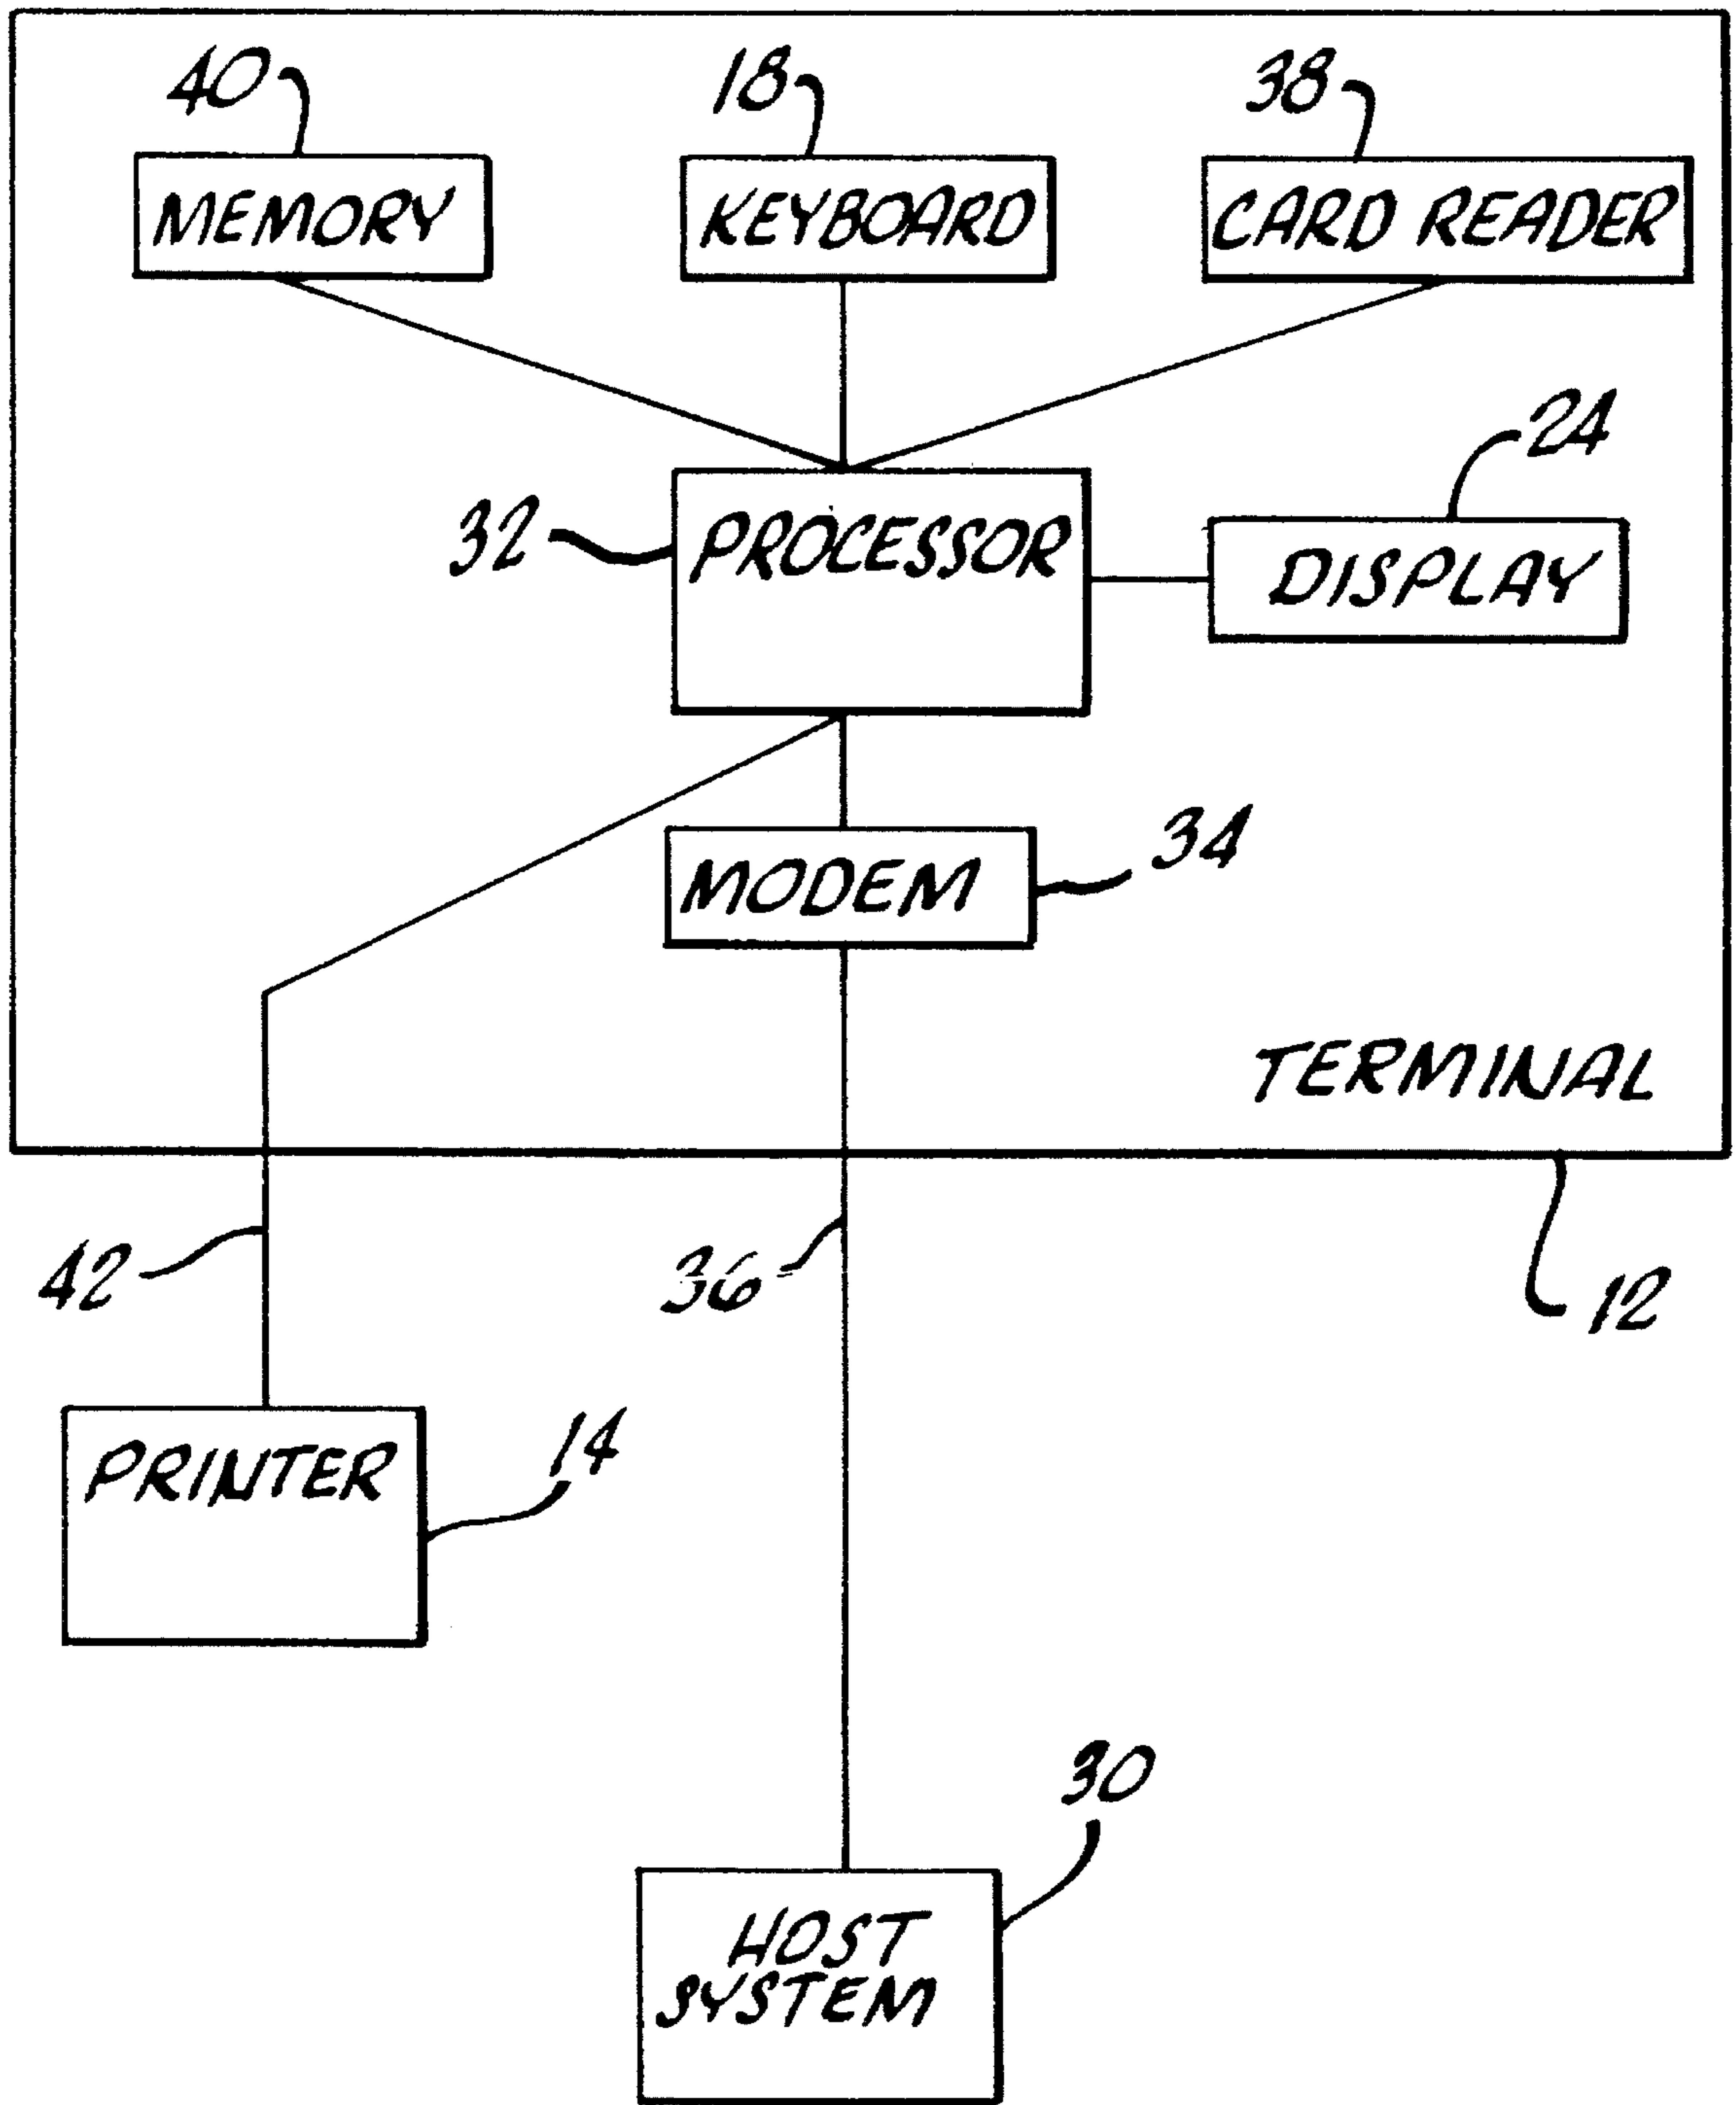 40
18
38
MEMORY
KEYBOARD
CARD READER
24
32
PROCESSOR
DISPLAY
34
MODEM
TERMINAL
42
36
12
PRINTER
14
30
HOST
SYSTEM